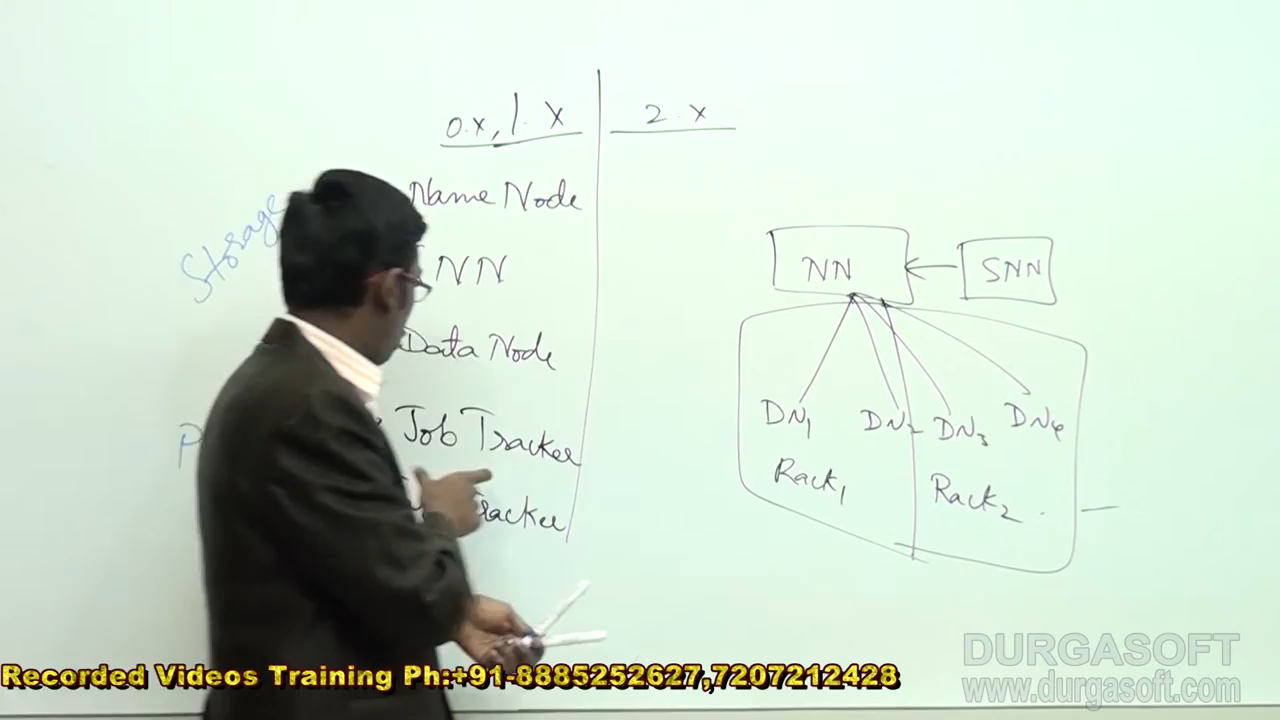 0.x, 1. x
2. x
Storage
Name Node
NN
Data Node
Job Tracker
Tracker
NN
SNN
DN1 DN2 DN3 DN4
Rack1 Rack2
DURGASOFT
www.durgasoft.com
Recorded Videos Training Ph:+91-8885252627,7207212428